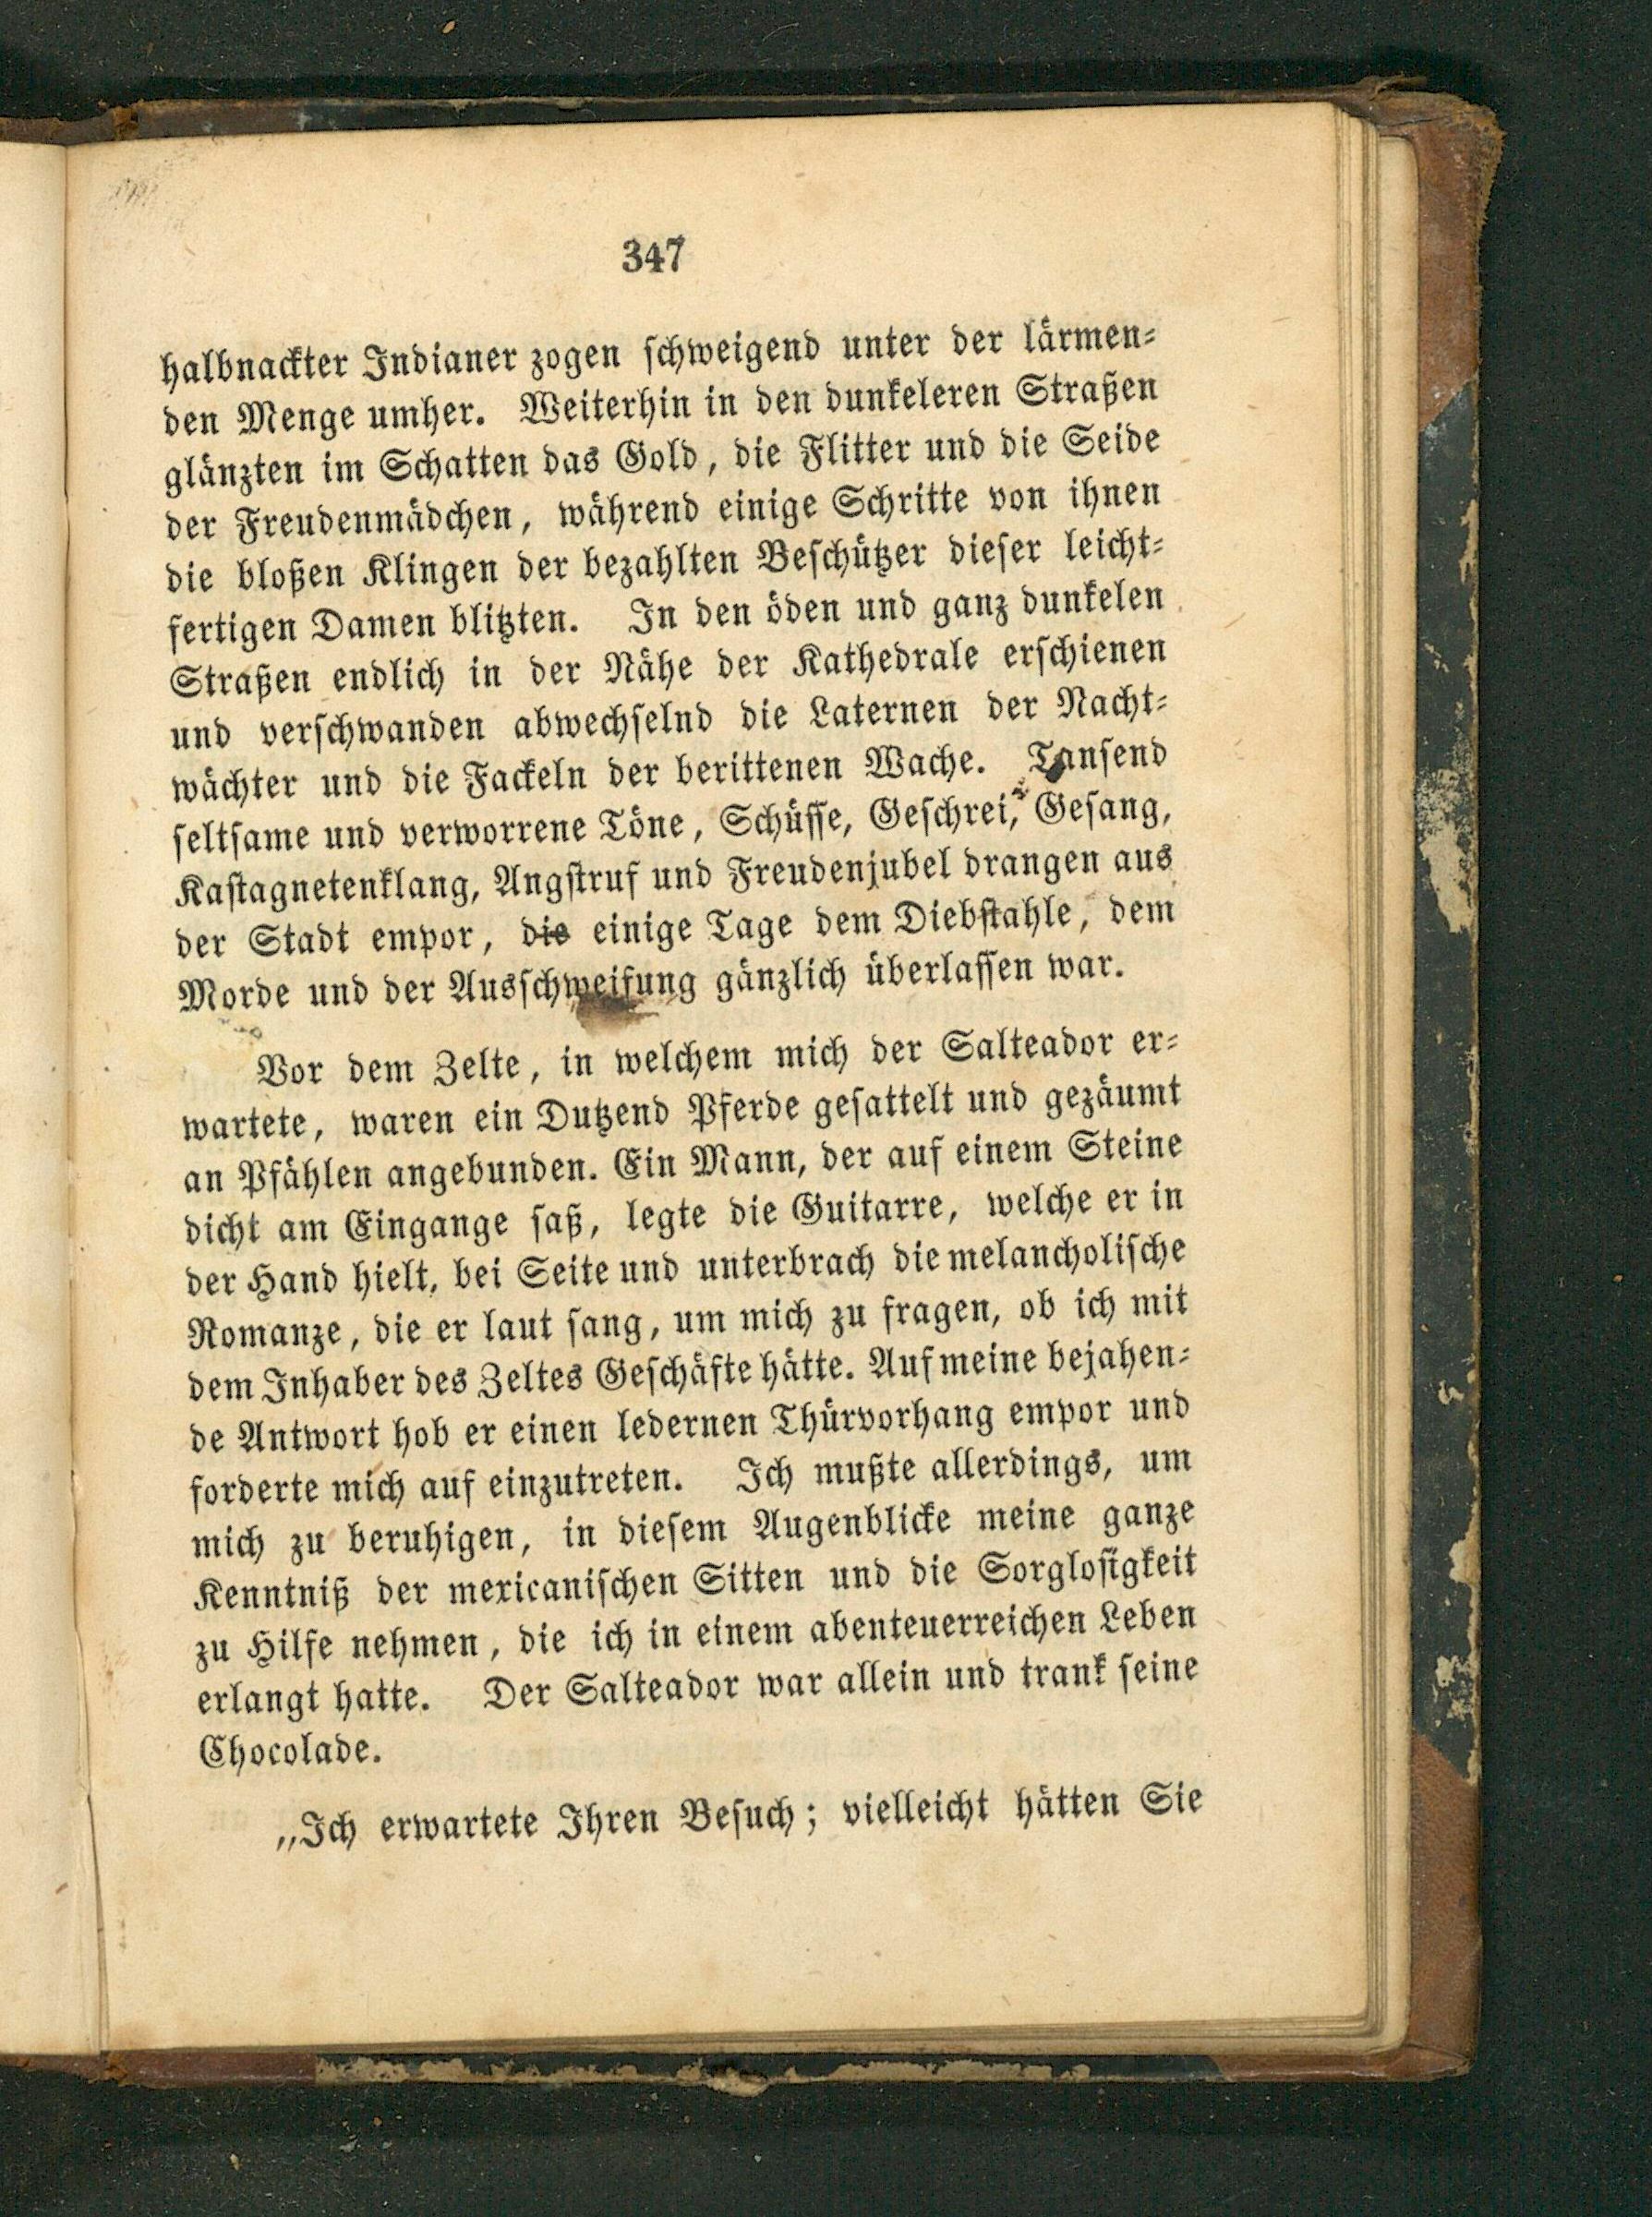 347
halbnackter Indianer zogen schweigend unter der lärmen-
den Menge umher. Weiterhin in den dunkeleren Straßen
glänzten im Schatten das Gold, die Flitter und die Seide
der Freudenmädchen, während einige Schritte von ihnen
die bloßen Klingen der bezahlten Beschützer dieser leicht-
fertigen Damen blitzten. In den öden und ganz dunkelen
Straßen endlich in der Nähe der Kathedrale erschienen
und verschwanden abwechselnd die Laternen der Nacht-
wächter und die Fackeln der berittenen Wache. Tansend
seltsame und verworrene Töne, Schüsse, Geschrei, Gesang,
Kastagnetenklang, Angstruf und Freudenjubel drangen aus
der Stadt empor, die einige Tage dem Diebstahle, dem
Morde und der Ausschweifung gänzlich überlassen war.
Vor dem Zelte, in welchem mich der Salteador er-
wartete, waren ein Dutzend Pferde gesattelt und gezäumt
an Pfählen angebunden. Ein Mann, der auf einem Steine
dicht am Eingange saß, legte die Guitarre, welche er in
der Hand hielt, bei Seite und unterbrach die melancholische
Romanze, die er laut sang, um mich zu fragen, ob ich mit
dem Inhaber des Zeltes Geschäfte hätte. Auf meine bejahen-
de Antwort hob er einen ledernen Thürvorhang empor und
forderte mich auf einzutreten. Ich mußte allerdings, um
mich zu beruhigen, in diesem Augenblicke meine ganze
Kenntniß der mexicanischen Sitten und die Sorglosigkeit
zu Hilfe nehmen, die ich in einem abenteuerreichen Leben
erlangt hatte. Der Salteador war allein und trank seine
Chocolade.
„Ich erwartete Ihren Besuch; vielleicht hätten Sie